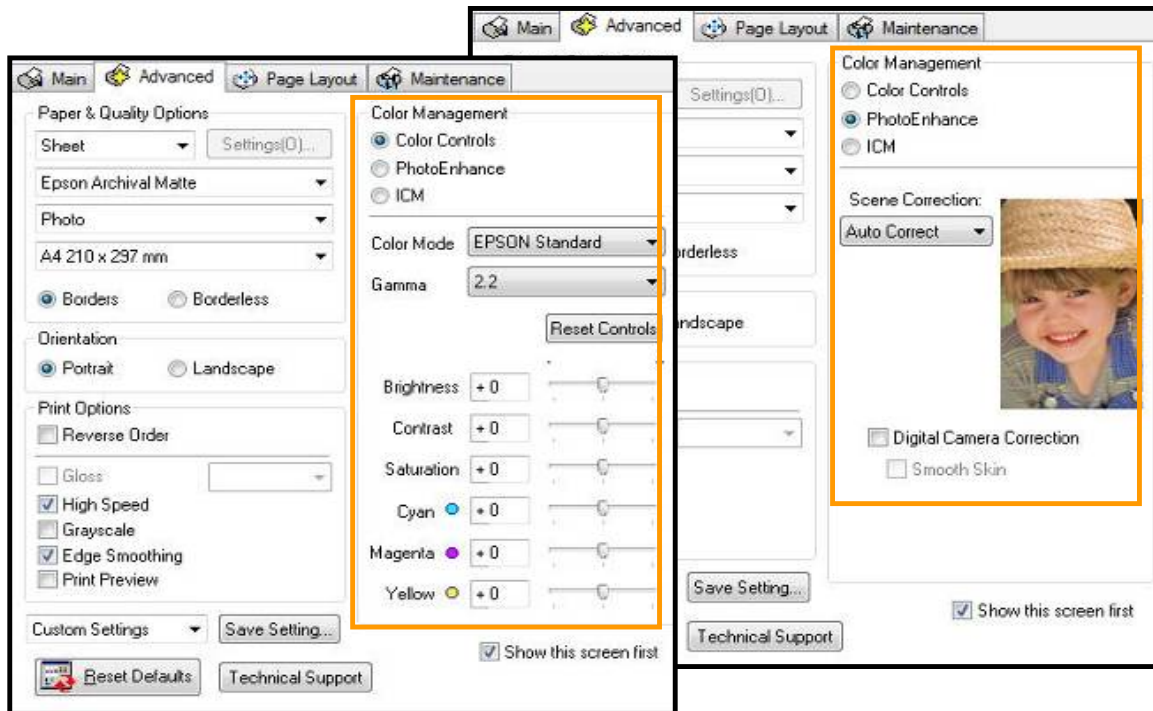 Main Advanced Page Layout Maintenance
Paper & Quality Options
Sheet Settings(O)...
Epson Archival Matte
Photo
A4 210 x 297 mm
Borders Borderless
Orientation
Portrait Landscape
Print Options
Reverse Order
Gloss
High Speed
Grayscale
Edge Smoothing
Print Preview
Custom Settings Save Setting...
Reset Defaults Technical Support
Color Management
Color Controls
PhotoEnhance
ICM
Color Mode EPSON Standard
Gamma 2.2
Reset Controls
Brightness + 0
Contrast + 0
Saturation + 0
Cyan + 0
Magenta + 0
Yellow + 0
Show this screen first
Main Advanced Page Layout Maintenance
Settings(O)...
orderless
ndscape
Save Setting...
Technical Support
Color Management
Color Controls
PhotoEnhance
ICM
Scene Correction:
Auto Correct
Digital Camera Correction
Smooth Skin
Show this screen first